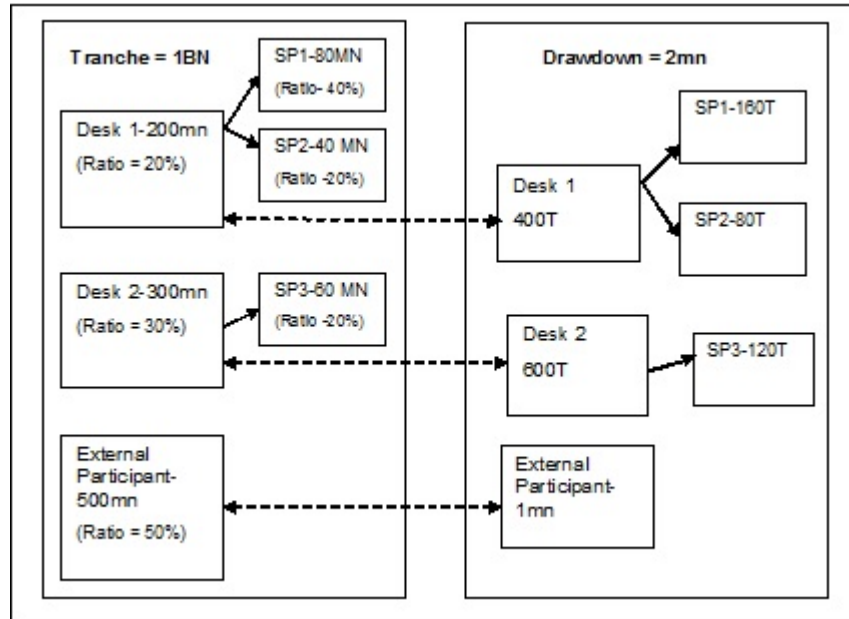 Tranche = 1BN
SP1-80MN
(Ratio- 40%)
Desk 1-200mn
(Ratio = 20%)
SP2-40 MN
(Ratio -20%)
Desk 2-300mn
(Ratio = 30%)
SP3-60 MN
(Ratio -20%)
External
Participant-
500mn
(Ratio = 50%)
Drawdown = 2mn
SP1-160T
Desk 1
400T
SP2-80T
Desk 2
600T
SP3-120T
External
Participant-
1mn